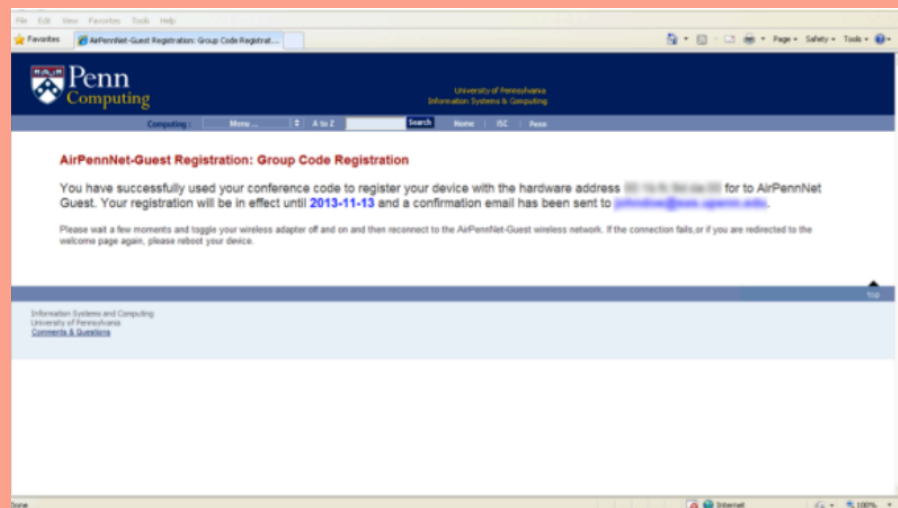 File Edit View Favorites Tools Help
Favorites AirPennNet-Guest Registration: Group Code Registrat... Page Safety Tools
Penn
Computing
University of Pennsylvania
Information Systems & Computing
Computing : Menu ... A to Z Search Home | ISC | Penn
AirPennNet-Guest Registration: Group Code Registration
You have successfully used your conference code to register your device with the hardware address for to AirPennNet
Guest. Your registration will be in effect until 2013-11-13 and a confirmation email has been sent to
Please wait a few moments and toggle your wireless adapter off and on and then reconnect to the AirPennNet-Guest wireless network. If the connection fails,or if you are redirected to the
welcome page again, please reboot your device.
top
Information Systems and Computing
University of Pennsylvania
Comments & Questions
Done Internet 100%